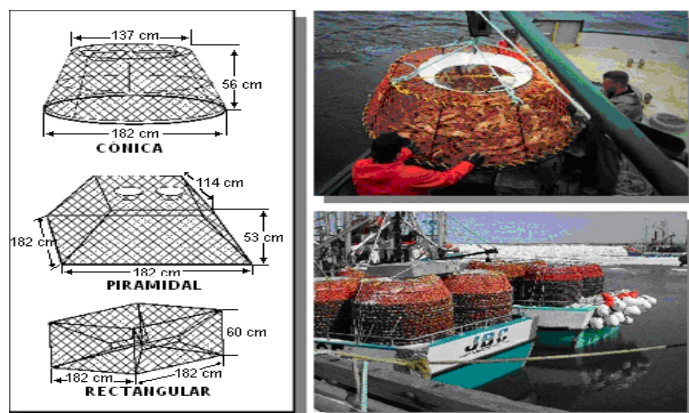 137 cm
56 cm
182 cm
CÓNICA
114 cm
182 cm
53 cm
182 cm
PIRAMIDAL
60 cm
182 cm
182 cm
RECTANGULAR
JBC